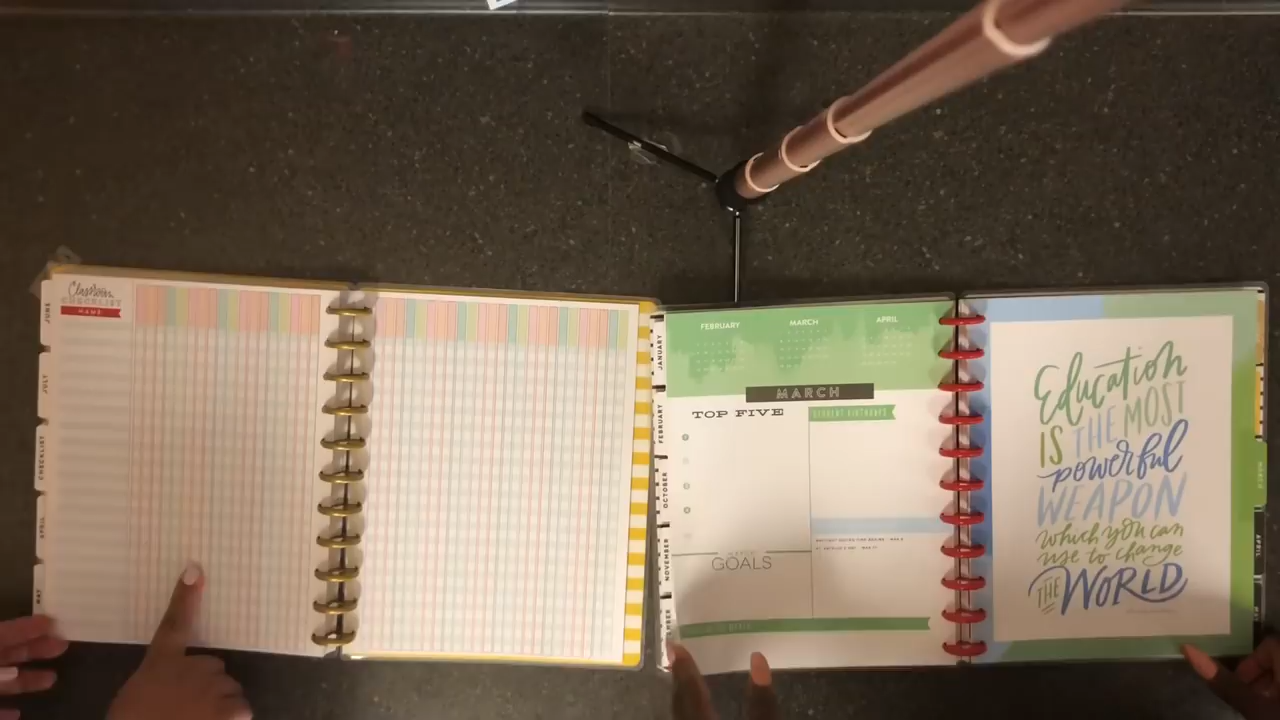 Classroom
CHECKLIST
NAME
JUNE
JULY
CHECKLIST
APRIL
MAY
FEBRUARY
MARCH
APRIL
MARCH
TOP FIVE
STUDENT BIRTHDAYS
GOALS
JANUARY
FEBRUARY
OCTOBER
NOVEMBER
Education
IS THE MOST
powerful
WEAPON
which you can
use to change
THE WORLD
APRIL